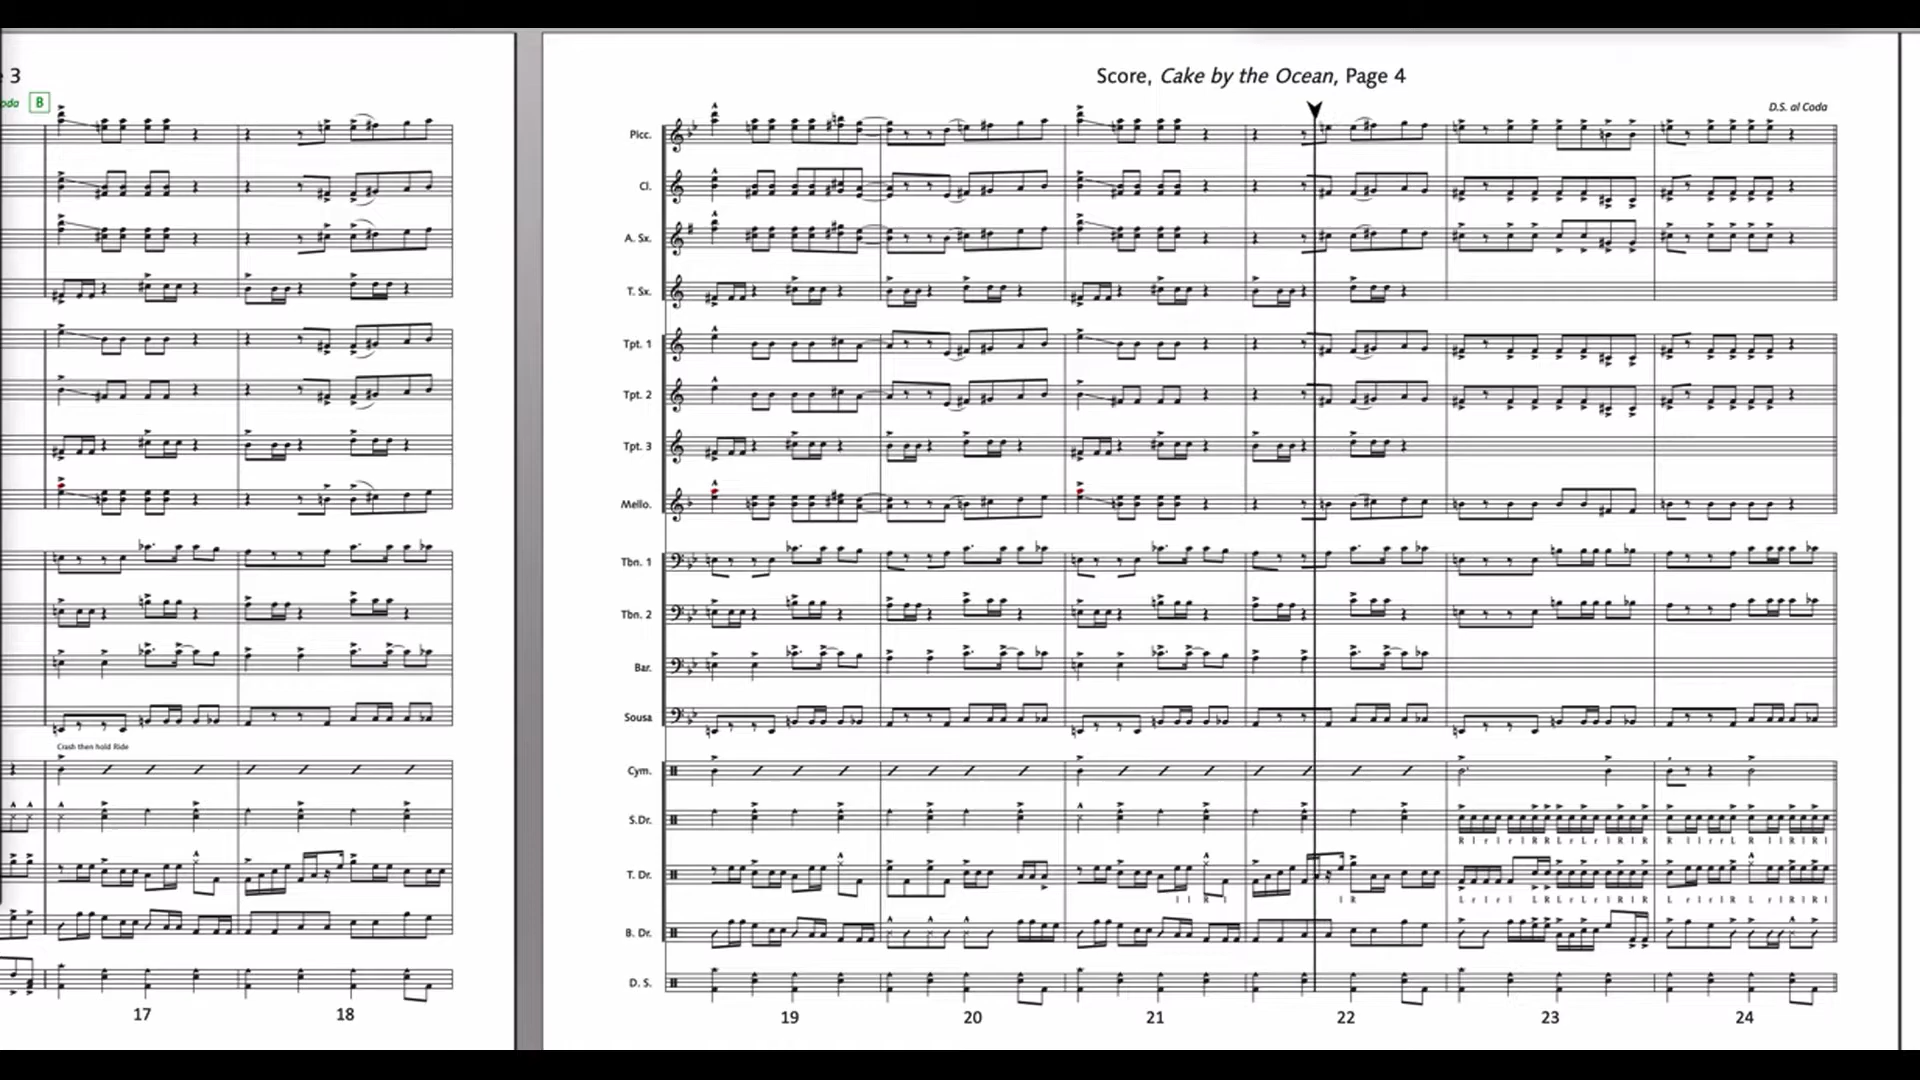 3
B
Crash then hold Ride
17 18
Score, Cake by the Ocean, Page 4
D.S. al Coda
Picc.
Cl.
A. Sx.
T. Sx.
Tpt. 1
Tpt. 2
Tpt. 3
Mello.
Tbn. 1
Tbn. 2
Bar.
Sousa
Cym.
S.Dr.
T. Dr.
B. Dr.
D. S.
19 20 21 22 23 24